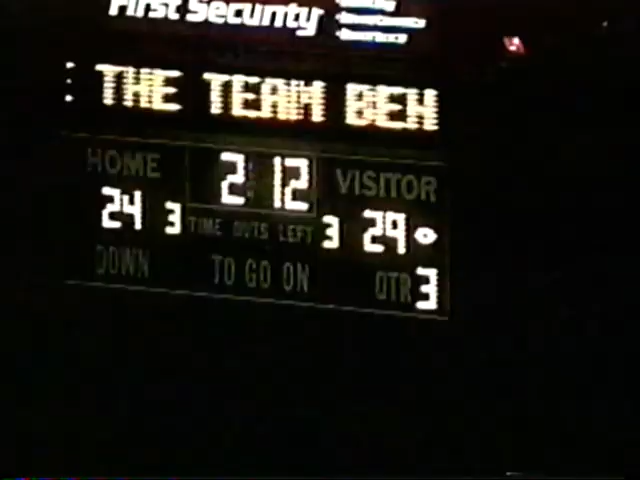 First Security
THE TEAM BEH
HOME 2:12 VISITOR
24 3 TIME OUTS LEFT 3 29
DOWN TO GO ON QTR 3